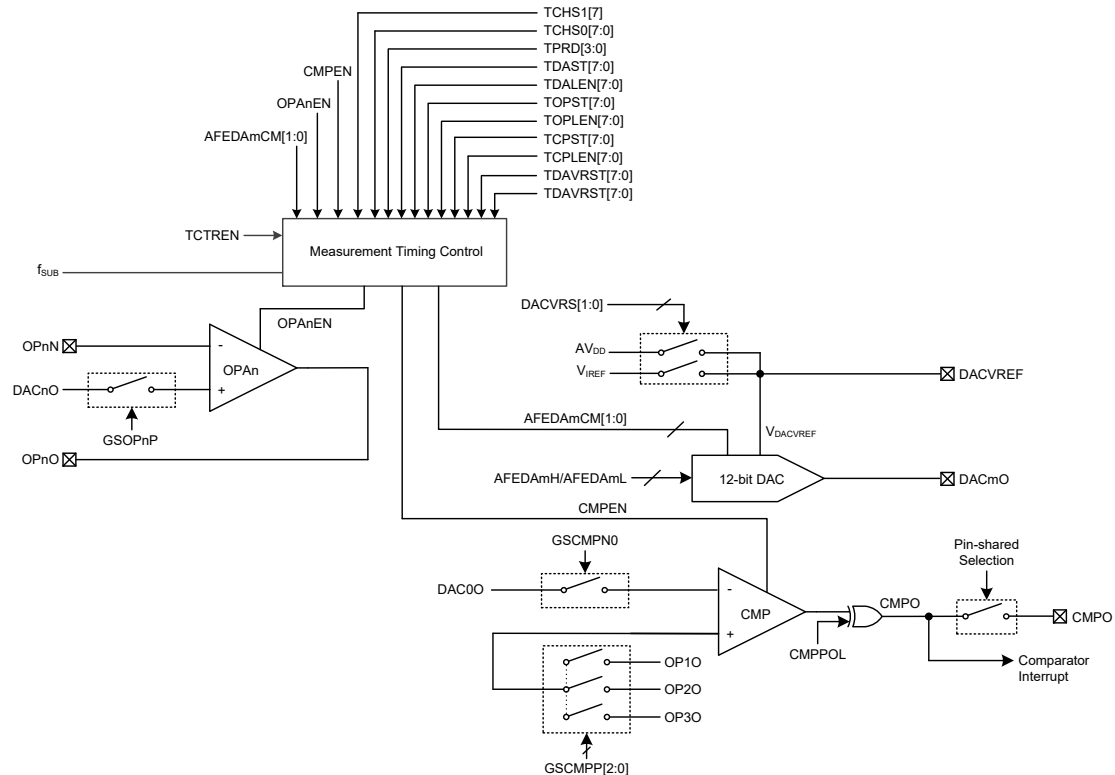 TCHS1[7]
TCHS0[7:0]
TPRD[3:0]
TDAST[7:0]
TDALEN[7:0]
TOPST[7:0]
TOPLEN[7:0]
TCPST[7:0]
TCPLEN[7:0]
TDAVRST[7:0]
TDAVRST[7:0]
CMPEN
OPAnEN
AFEDAmCM[1:0]
TCTREN
Measurement Timing Control
fSUB
OPAnEN
OPnN
-
OPAn
DACnO
+
GSOPnP
OPnO
DACVRS[1:0]
AVDD
VIREF
DACVREF
AFEDAmCM[1:0]
VDACVREF
AFEDAmH/AFEDAmL
12-bit DAC
DACmO
CMPEN
GSCMPN0
Pin-shared
Selection
DAC0O
-
CMP
+
CMPO
CMPO
CMPPOL
Comparator
Interrupt
OP1O
OP2O
OP3O
GSCMPP[2:0]